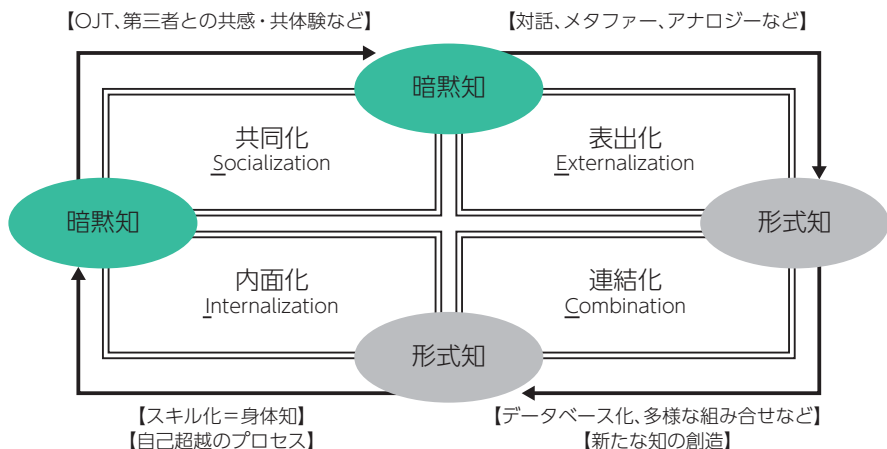 【OJT、第三者との共感・共体験など】
【対話、メタファー、アナロジーなど】
暗黙知
共同化
Socialization
表出化
Externalization
暗黙知
形式知
内面化
Internalization
連結化
Combination
形式知
【スキル化＝身体知】
【自己超越のプロセス】
【データベース化、多様な組み合せなど】
【新たな知の創造】